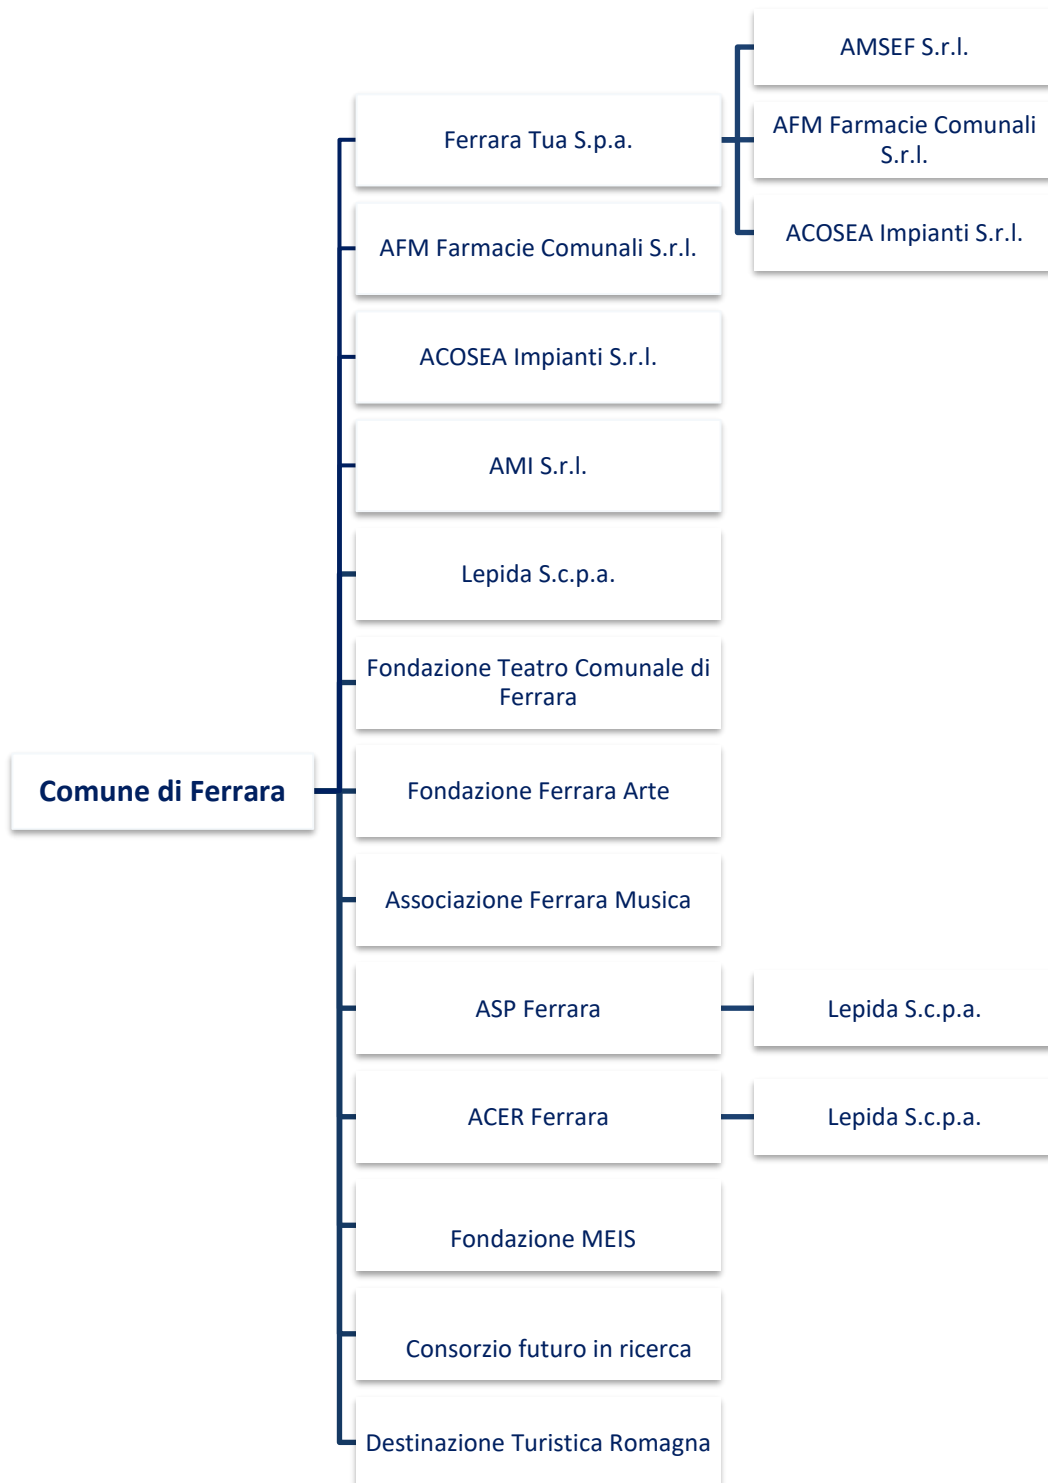 Comune di Ferrara
Ferrara Tua S.p.a.
AMSEF S.r.l.
AFM Farmacie Comunali
S.r.l.
ACOSEA Impianti S.r.l.
AFM Farmacie Comunali S.r.l.
ACOSEA Impianti S.r.l.
AMI S.r.l.
Lepida S.c.p.a.
Fondazione Teatro Comunale di
Ferrara
Fondazione Ferrara Arte
Associazione Ferrara Musica
ASP Ferrara
Lepida S.c.p.a.
ACER Ferrara
Lepida S.c.p.a.
Fondazione MEIS
Consorzio futuro in ricerca
Destinazione Turistica Romagna